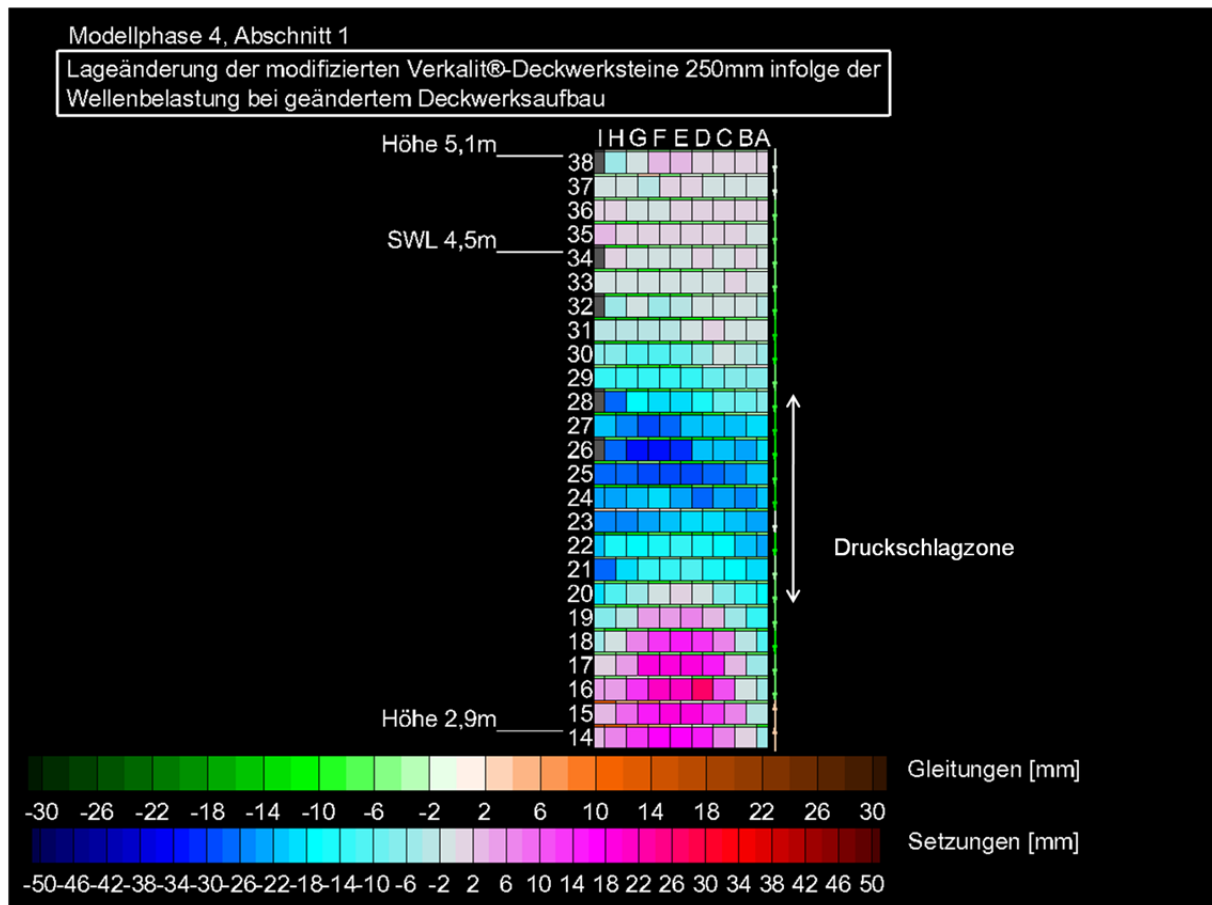 Modellphase 4, Abschnitt 1
Lageänderung der modifizierten Verkalit®-Deckwerksteine 250mm infolge der
Wellenbelastung bei geändertem Deckwerksaufbau
I H G F E D C B A
Höhe 5,1m
38
37
36
35
SWL 4,5m
34
33
32
31
30
29
28
27
26
25
24
23
22
Druckschlagzone
21
20
19
18
17
16
15
Höhe 2,9m
14
Gleitungen [mm]
-30 -26 -22 -18 -14 -10 -6 -2 2 6 10 14 18 22 26 30
Setzungen [mm]
-50 -46 -42 -38 -34 -30 -26 -22 -18 -14 -10 -6 -2 2 6 10 14 18 22 26 30 34 38 42 46 50